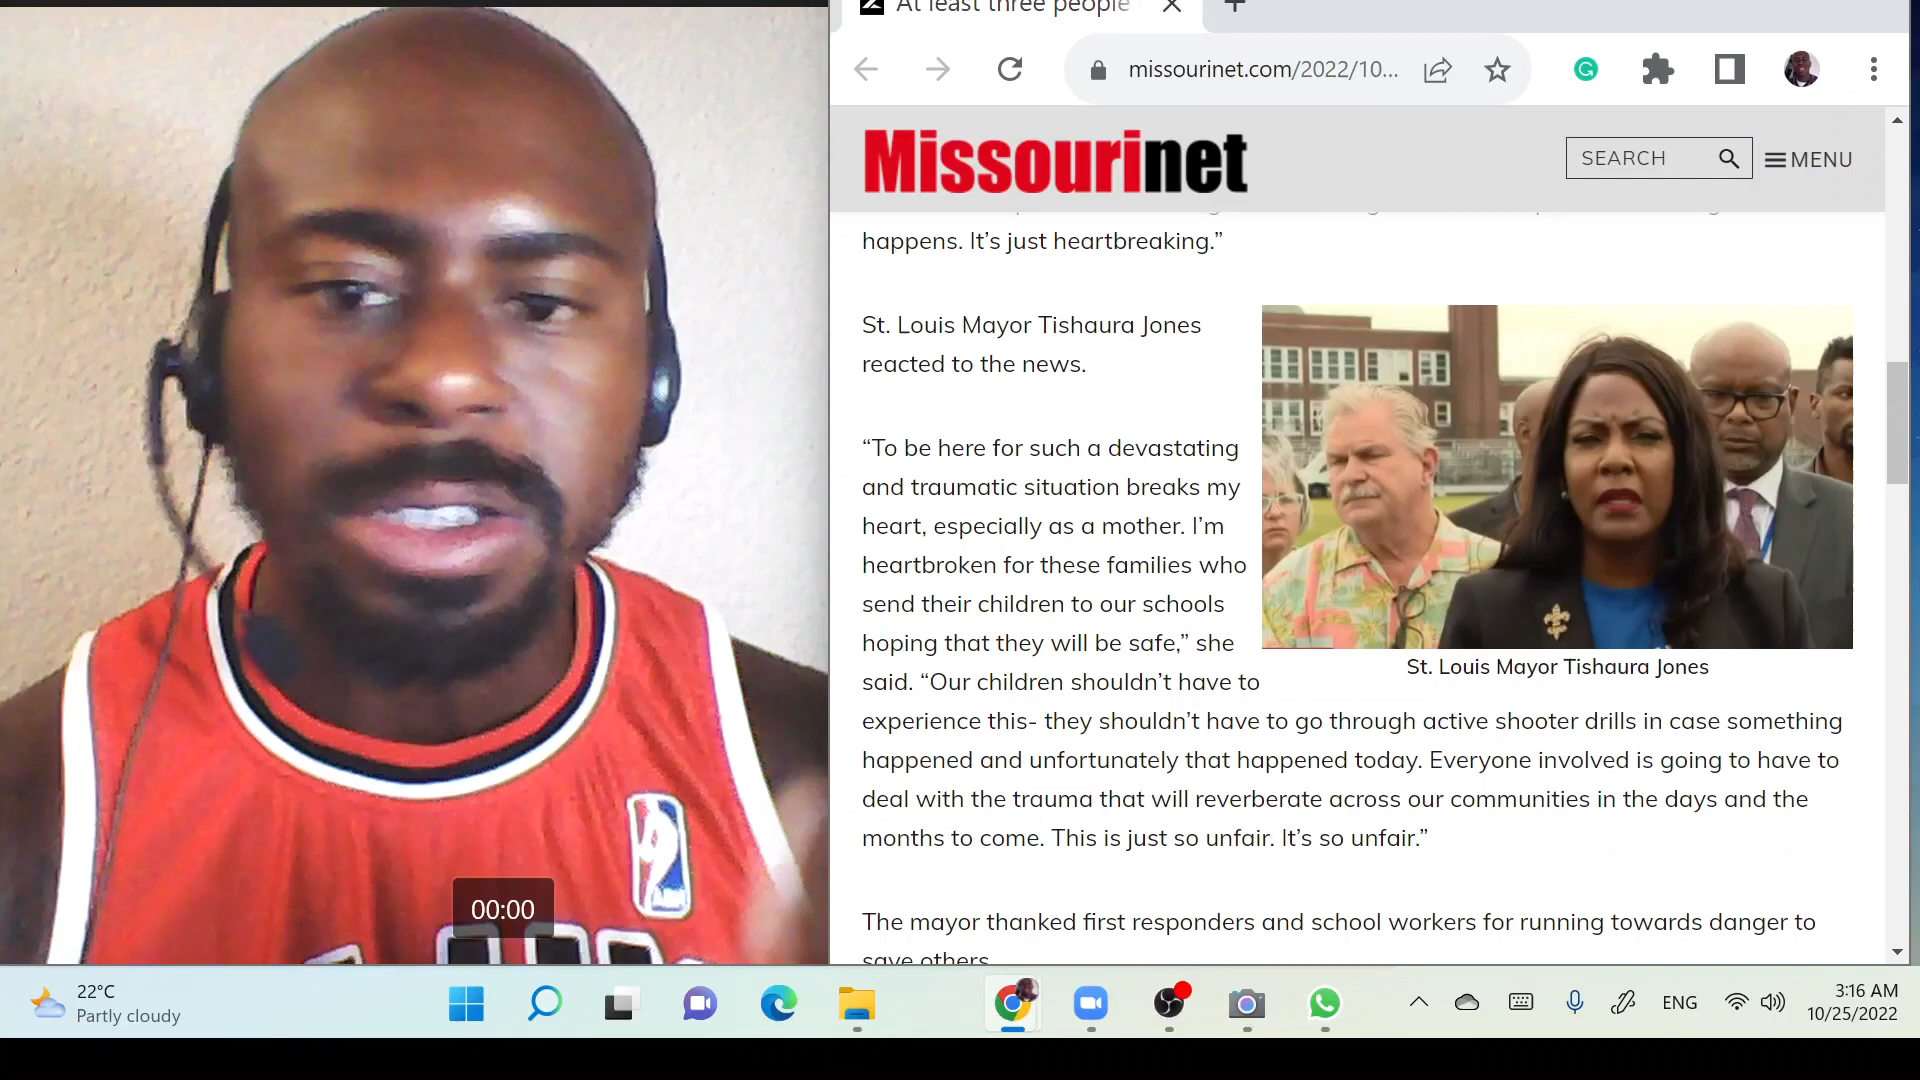 At least three people
missourinet.com/2022/10...
Missourinet
SEARCH
MENU
happens. It’s just heartbreaking.”
St. Louis Mayor Tishaura Jones
reacted to the news.
“To be here for such a devastating
and traumatic situation breaks my
heart, especially as a mother. I’m
heartbroken for these families who
send their children to our schools
hoping that they will be safe,” she
said. “Our children shouldn’t have to
experience this- they shouldn’t have to go through active shooter drills in case something
happened and unfortunately that happened today. Everyone involved is going to have to
deal with the trauma that will reverberate across our communities in the days and the
months to come. This is just so unfair. It’s so unfair.”
St. Louis Mayor Tishaura Jones
The mayor thanked first responders and school workers for running towards danger to
save others.
00:00
22°C
Partly cloudy
ENG
3:16 AM
10/25/2022